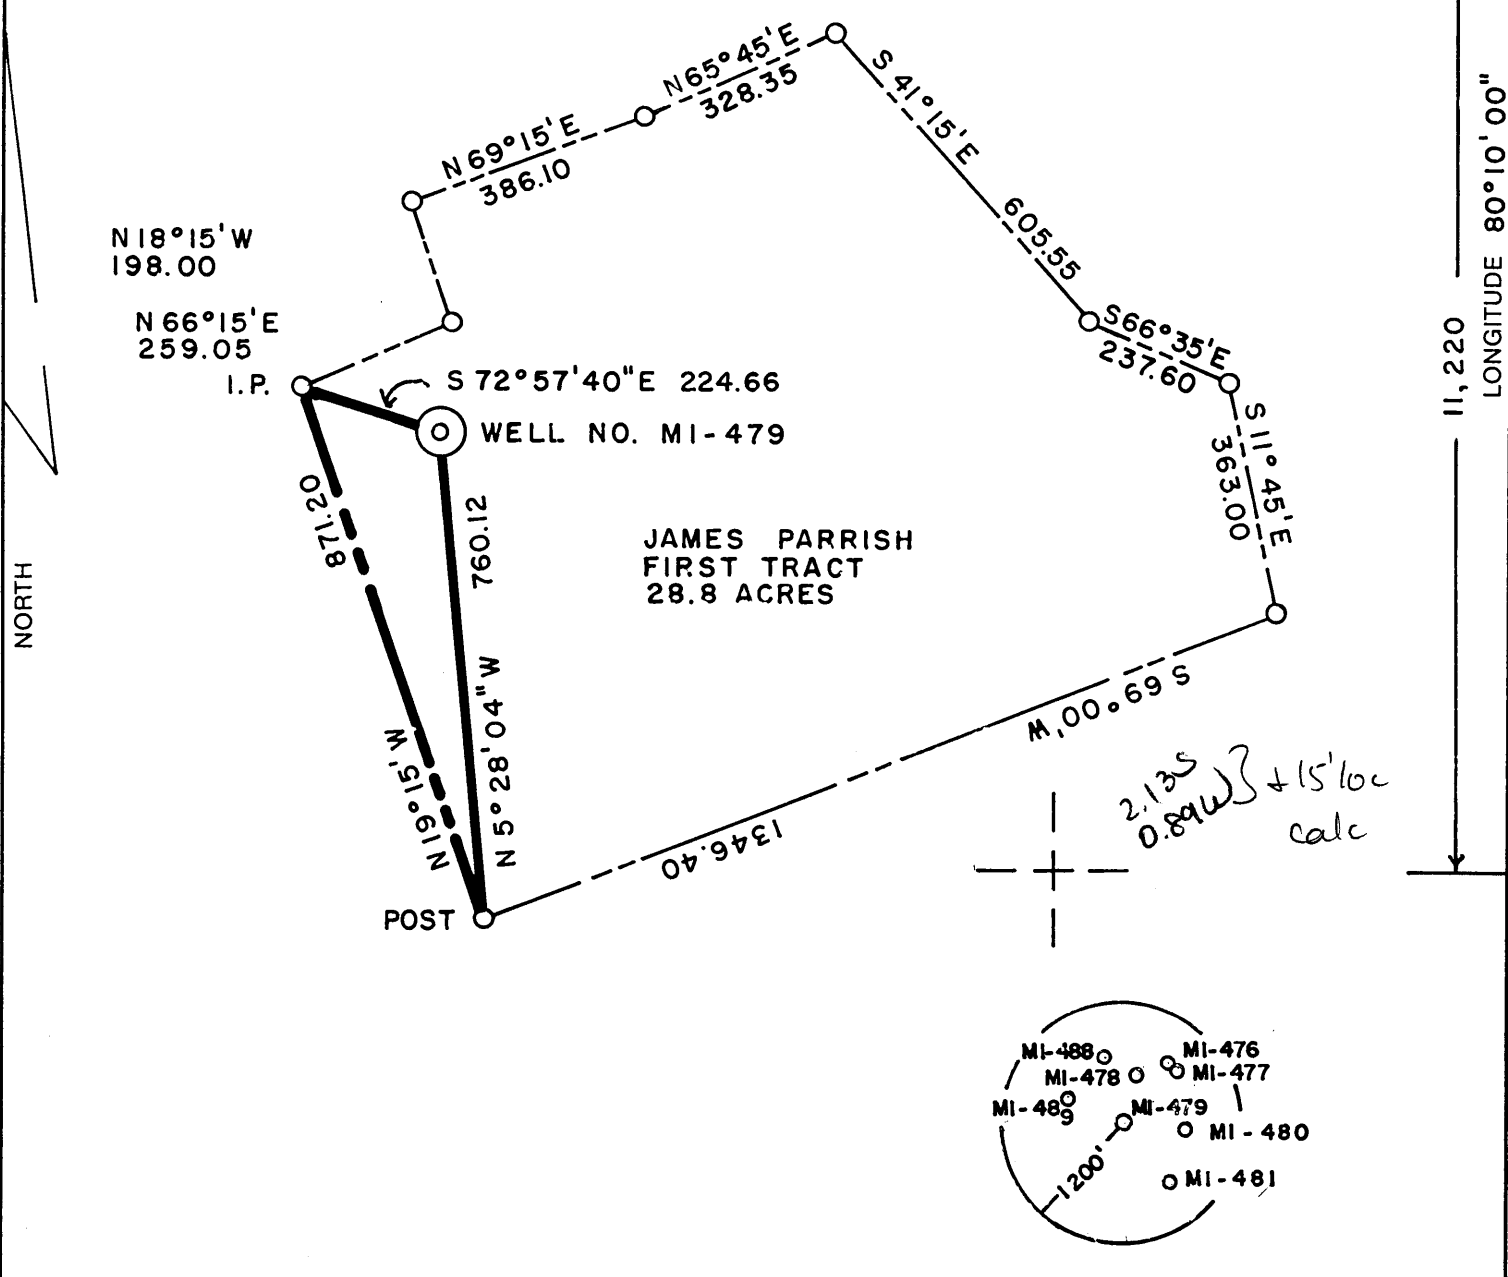 N65°45'E
328.35
S 41°15'E
605.55
N 69°15'E
386.10
N 18°15'W
198.00
N 66°15'E
259.05
I.P.
S 72°57'40"E 224.66
WELL NO. MI-479
S66°35'E
237.60
S 11°45'E
363.00
11,220
LONGITUDE 80°10'00"
871.20
N19°15'W
760.12
N 5°28'04"W
JAMES PARRISH
FIRST TRACT
28.8 ACRES
NORTH
S 69°00'W
1346.40
POST
2.13S
0.89W } + 15' loc
calc
MI-488
MI-476
MI-478
MI-477
MI-489
MI-479
MI-480
1200'
MI-481